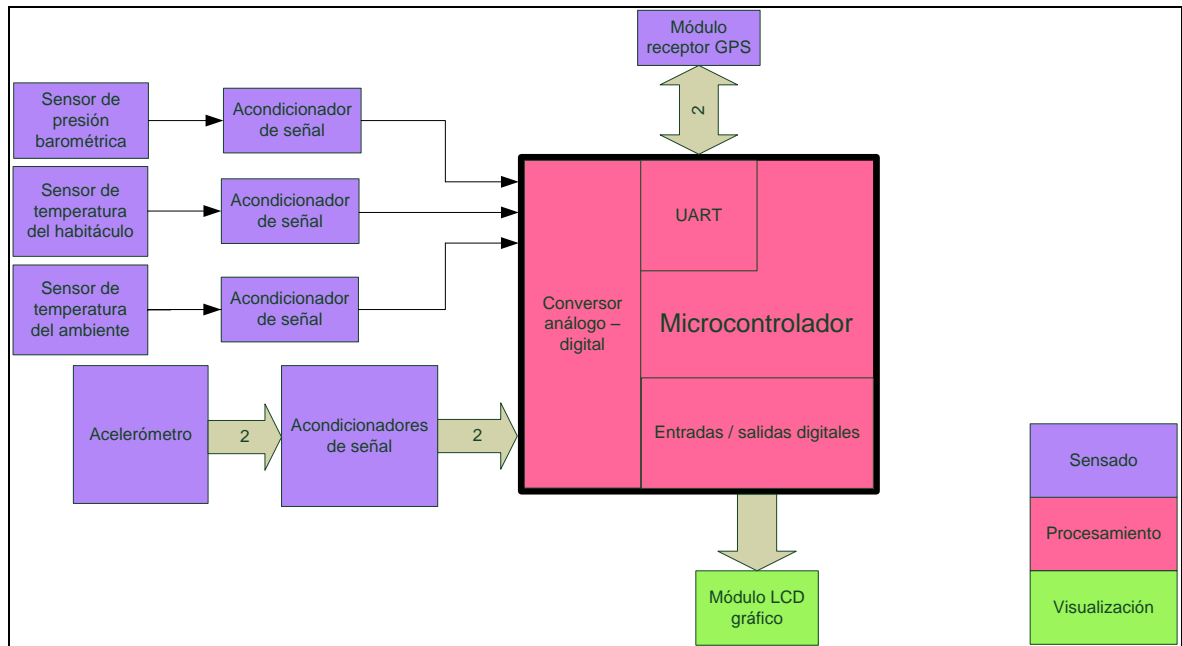 Módulo
receptor GPS
2
Sensor de
presión
barométrica
Acondicionador
de señal
Sensor de
temperatura
del habitáculo
Acondicionador
de señal
Sensor de
temperatura
del ambiente
Acondicionador
de señal
UART
Conversor
análogo –
digital
Microcontrolador
Acelerómetro
2
Acondicionadores
de señal
2
Entradas / salidas digitales
Módulo LCD
gráfico
Sensado
Procesamiento
Visualización